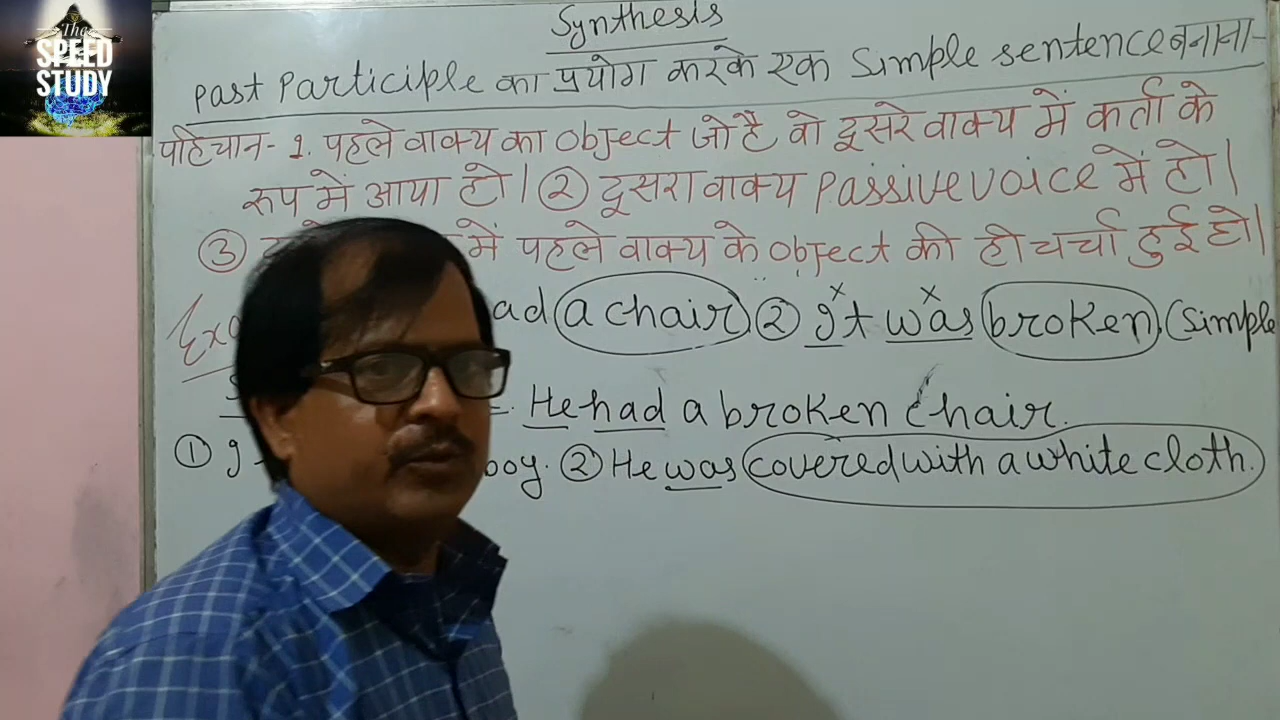 The
SPEED
STUDY
Synthesis
Past Participle का प्रयोग करके एक Simple sentence बनाना-
पहिचान- 1. पहले वाक्य का object जो है वो दूसरे वाक्य में कर्ता के
रूप में आया हो। ② दूसरा वाक्य Passive voice में हो।
③ में पहले वाक्य के object की ही चर्चा हुई हो।
ad a chair ② It was broken. (Simple
= He had a broken chair.
① boy. ② He was covered with a white cloth.